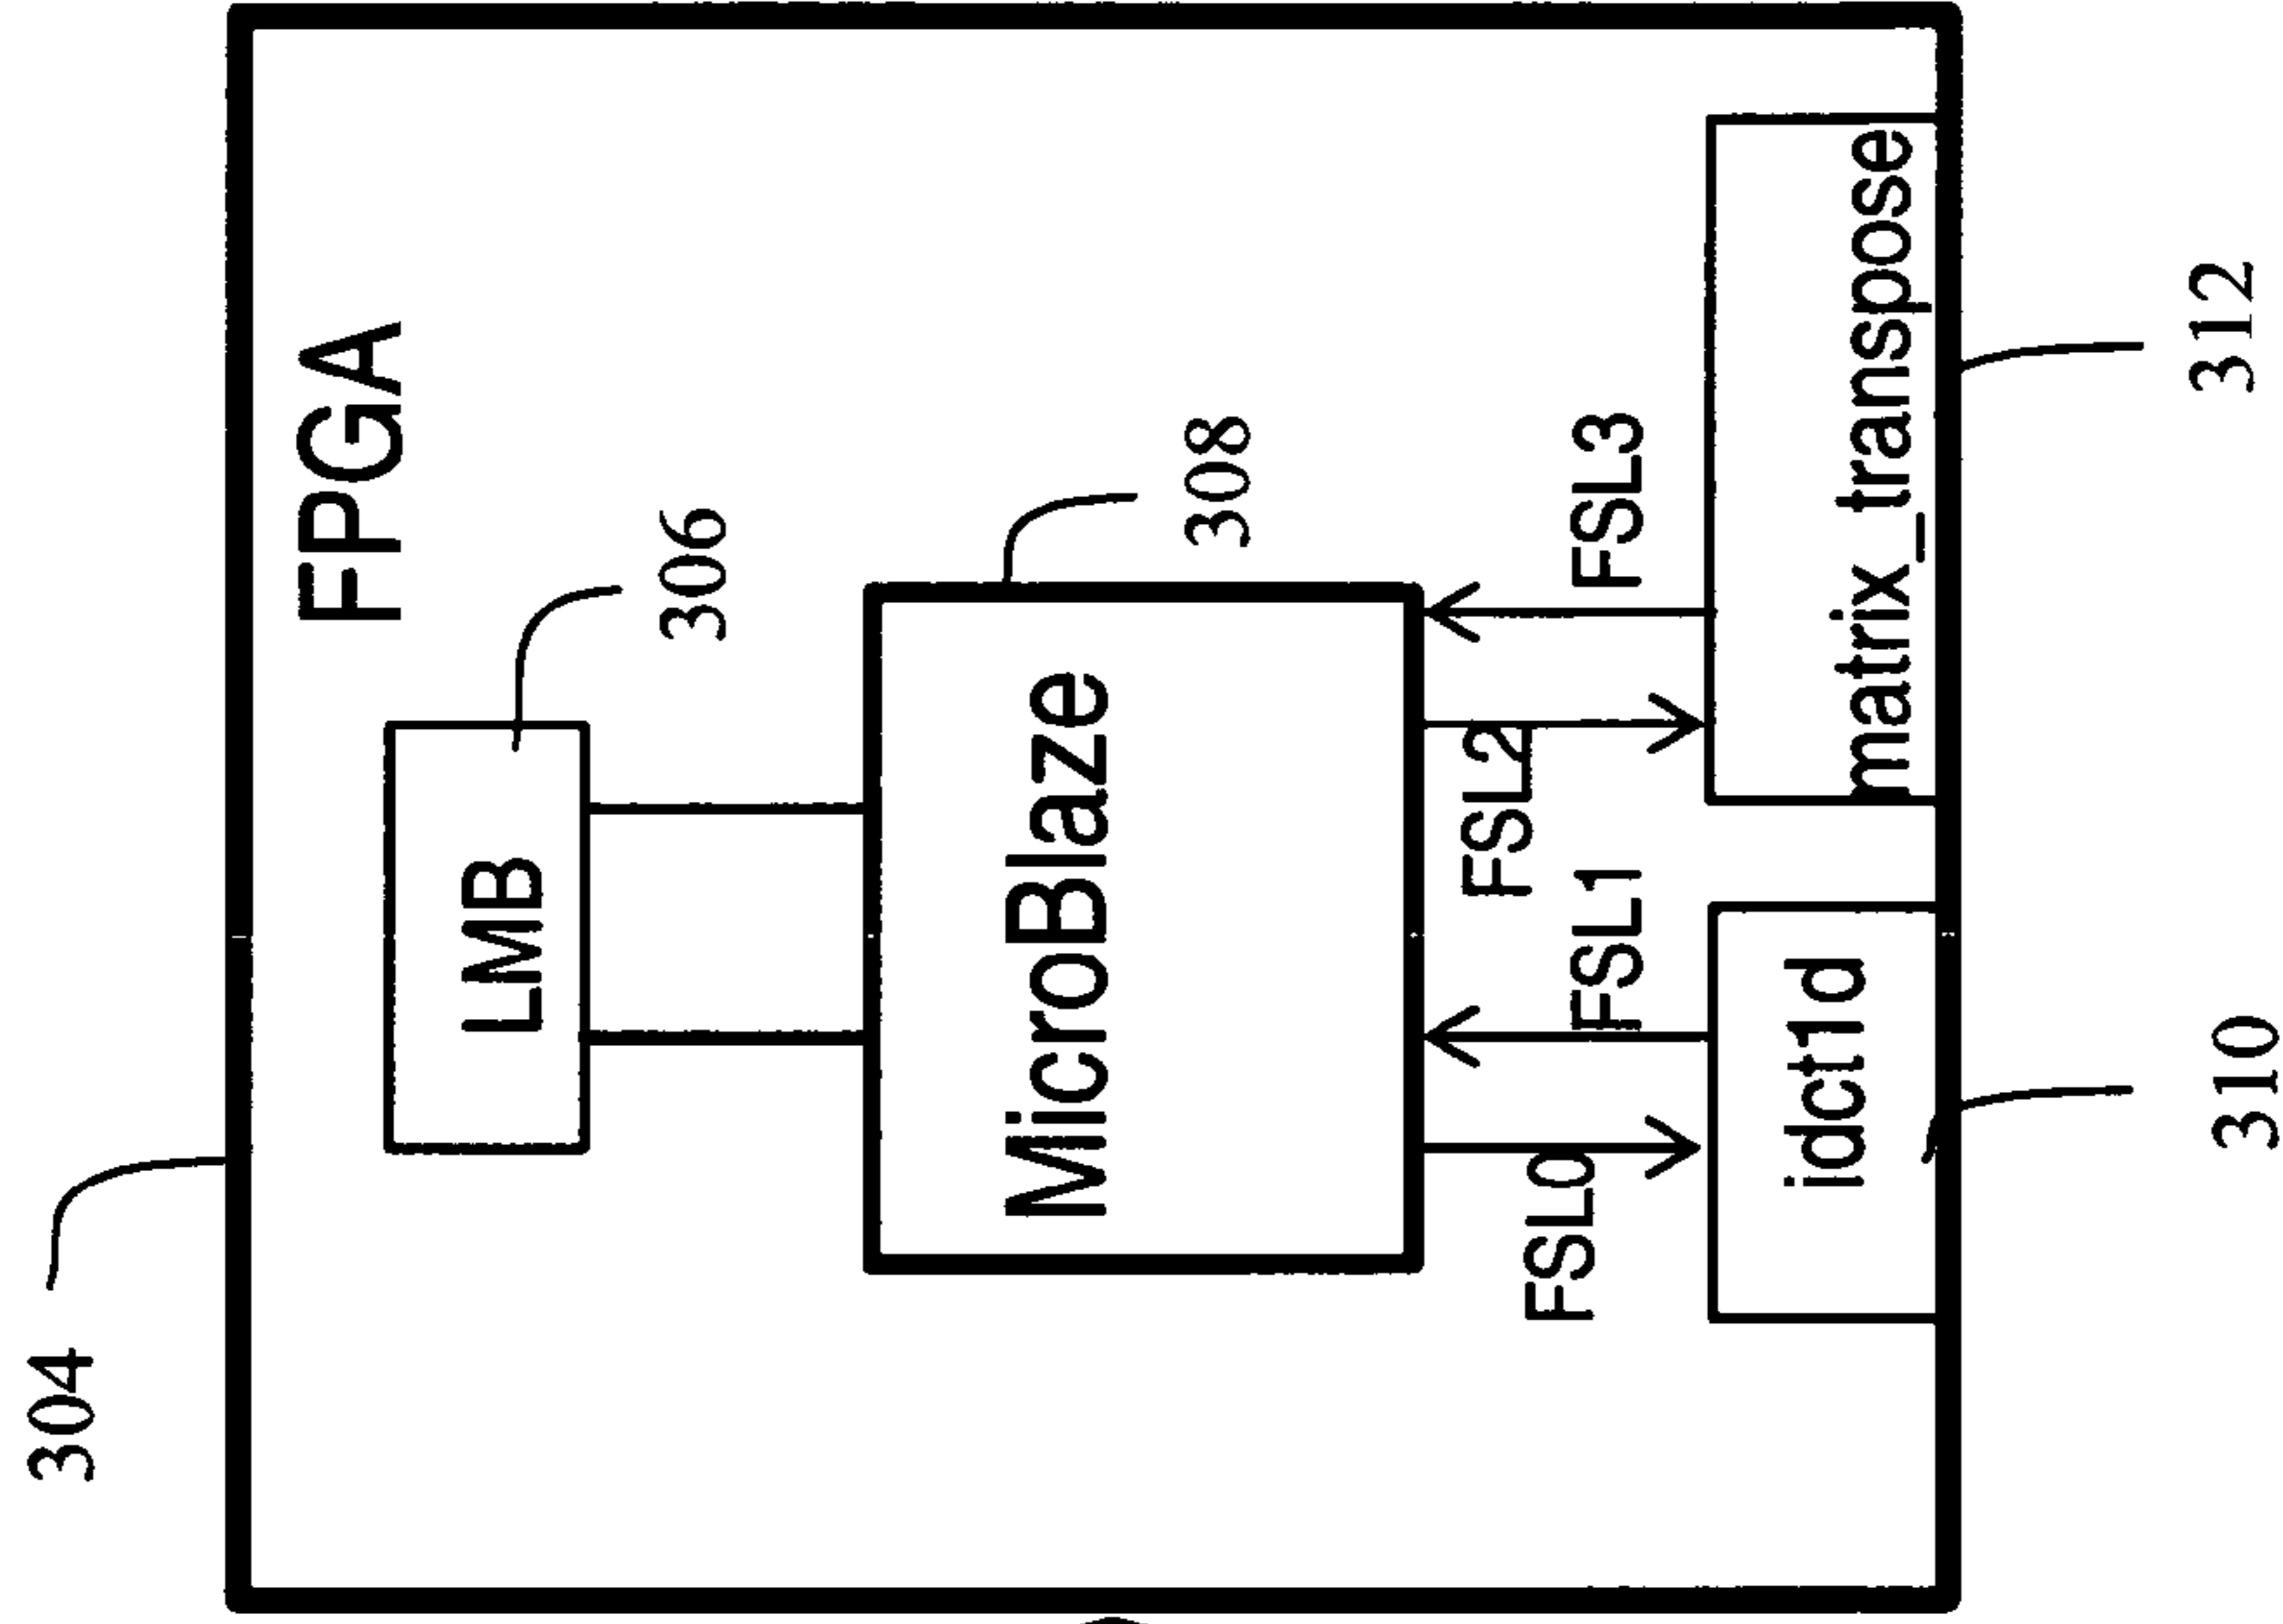 304
FPGA
306
LMB
308
MicroBlaze
FSL0
FSL1
FSL2
FSL3
idct1d
matrix_transpose
310
312